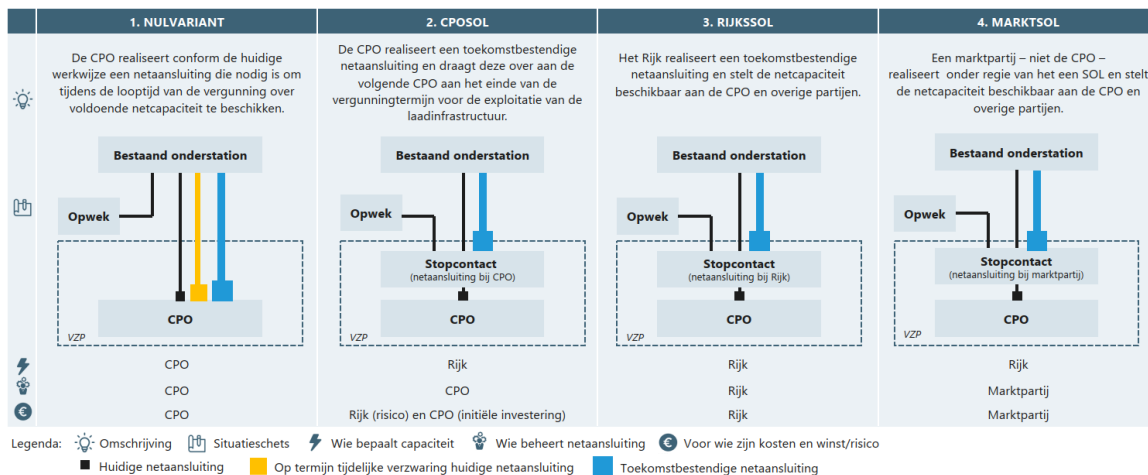 1. NULVARIANT
2. CPOSOL
3. RIJKSSOL
4. MARKTSOL
De CPO realiseert conform de huidige
werkwijze een netaansluiting die nodig is om
tijdens de looptijd van de vergunning over
voldoende netcapaciteit te beschikken.
De CPO realiseert een toekomstbestendige
netaansluiting en draagt deze over aan de
volgende CPO aan het einde van de
vergunningtermijn voor de exploitatie van de
laadinfrastructuur.
Het Rijk realiseert een toekomstbestendige
netaansluiting en stelt de netcapaciteit
beschikbaar aan de CPO en overige partijen.
Een marktpartij – niet de CPO –
realiseert onder regie van het een SOL en stelt
de netcapaciteit beschikbaar aan de CPO en
overige partijen.
Bestaand onderstation
Opwek
CPO
VZP
Bestaand onderstation
Opwek
Stopcontact
(netaansluiting bij CPO)
CPO
VZP
Bestaand onderstation
Opwek
Stopcontact
(netaansluiting bij Rijk)
CPO
VZP
Bestaand onderstation
Opwek
Stopcontact
(netaansluiting bij marktpartij)
CPO
VZP
CPO
Rijk
Rijk
Rijk
CPO
CPO
Rijk
Marktpartij
CPO
Rijk (risico) en CPO (initiële investering)
Rijk
Marktpartij
Legenda: Omschrijving Situatieschets Wie bepaalt capaciteit Wie beheert netaansluiting Voor wie zijn kosten en winst/risico
Huidige netaansluiting Op termijn tijdelijke verzwaring huidige netaansluiting Toekomstbestendige netaansluiting